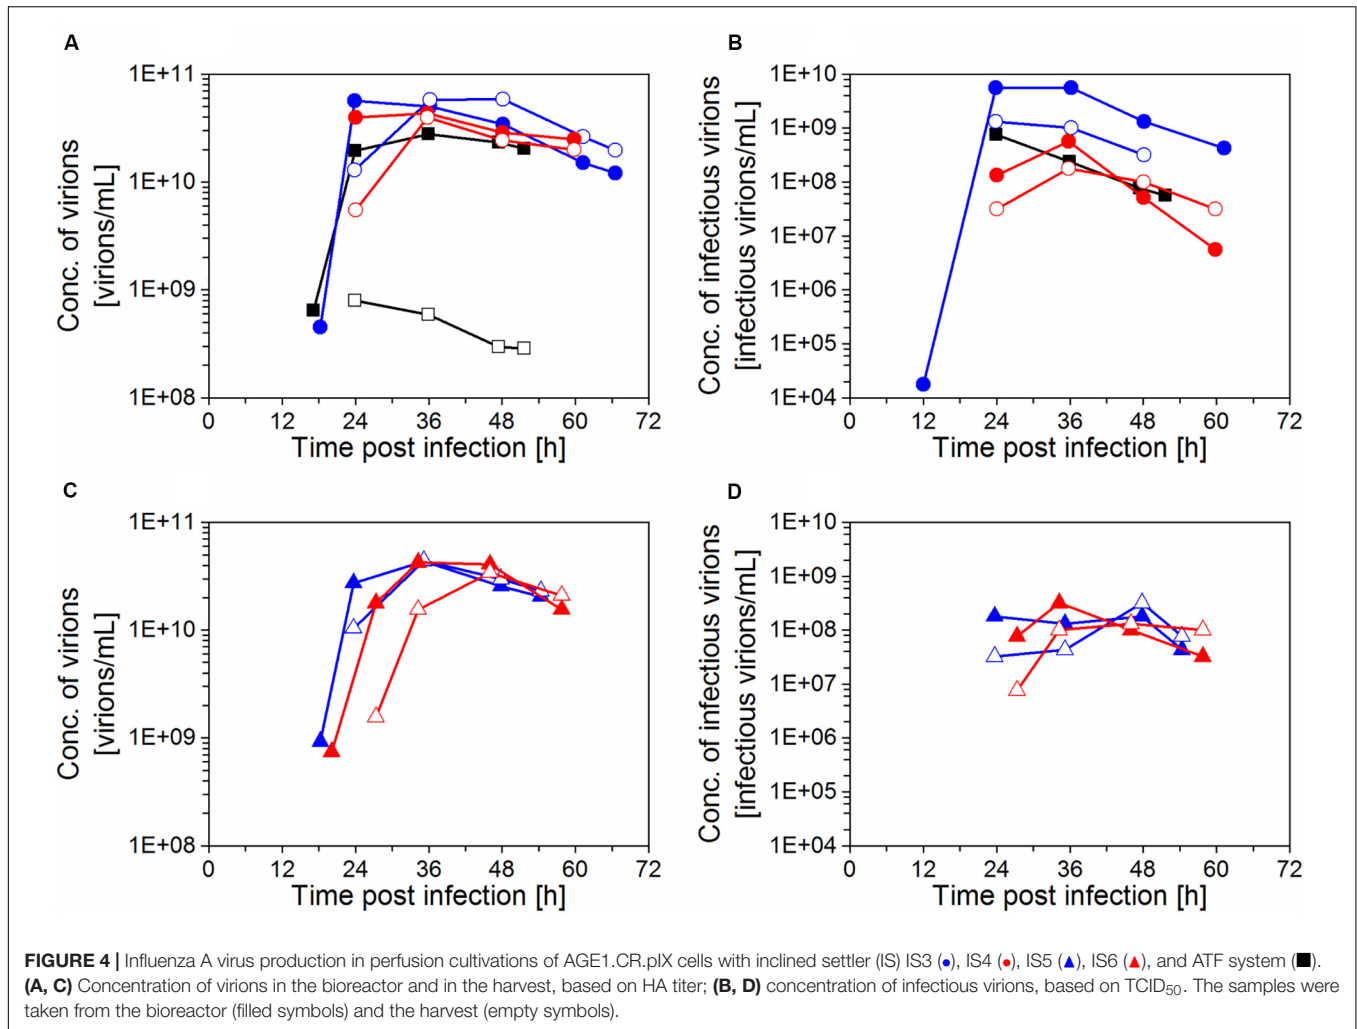 A
1E+11
1E+10
1E+09
1E+08
Conc. of virions
[virions/mL]
0 12 24 36 48 60 72
Time post infection [h]
B
1E+10
1E+09
1E+08
1E+07
1E+06
1E+05
1E+04
Conc. of infectious virions
[infectious virions/mL]
0 12 24 36 48 60 72
Time post infection [h]
C
1E+11
1E+10
1E+09
1E+08
Conc. of virions
[virions/mL]
0 12 24 36 48 60 72
Time post infection [h]
D
1E+10
1E+09
1E+08
1E+07
1E+06
1E+05
1E+04
Conc. of infectious virions
[infectious virions/mL]
0 12 24 36 48 60 72
Time post infection [h]
FIGURE 4 | Influenza A virus production in perfusion cultivations of AGE1.CR.pIX cells with inclined settler (IS) IS3 (●), IS4 (●), IS5 (▲), IS6 (▲), and ATF system (■).
(A, C) Concentration of virions in the bioreactor and in the harvest, based on HA titer; (B, D) concentration of infectious virions, based on TCID50. The samples were
taken from the bioreactor (filled symbols) and the harvest (empty symbols).